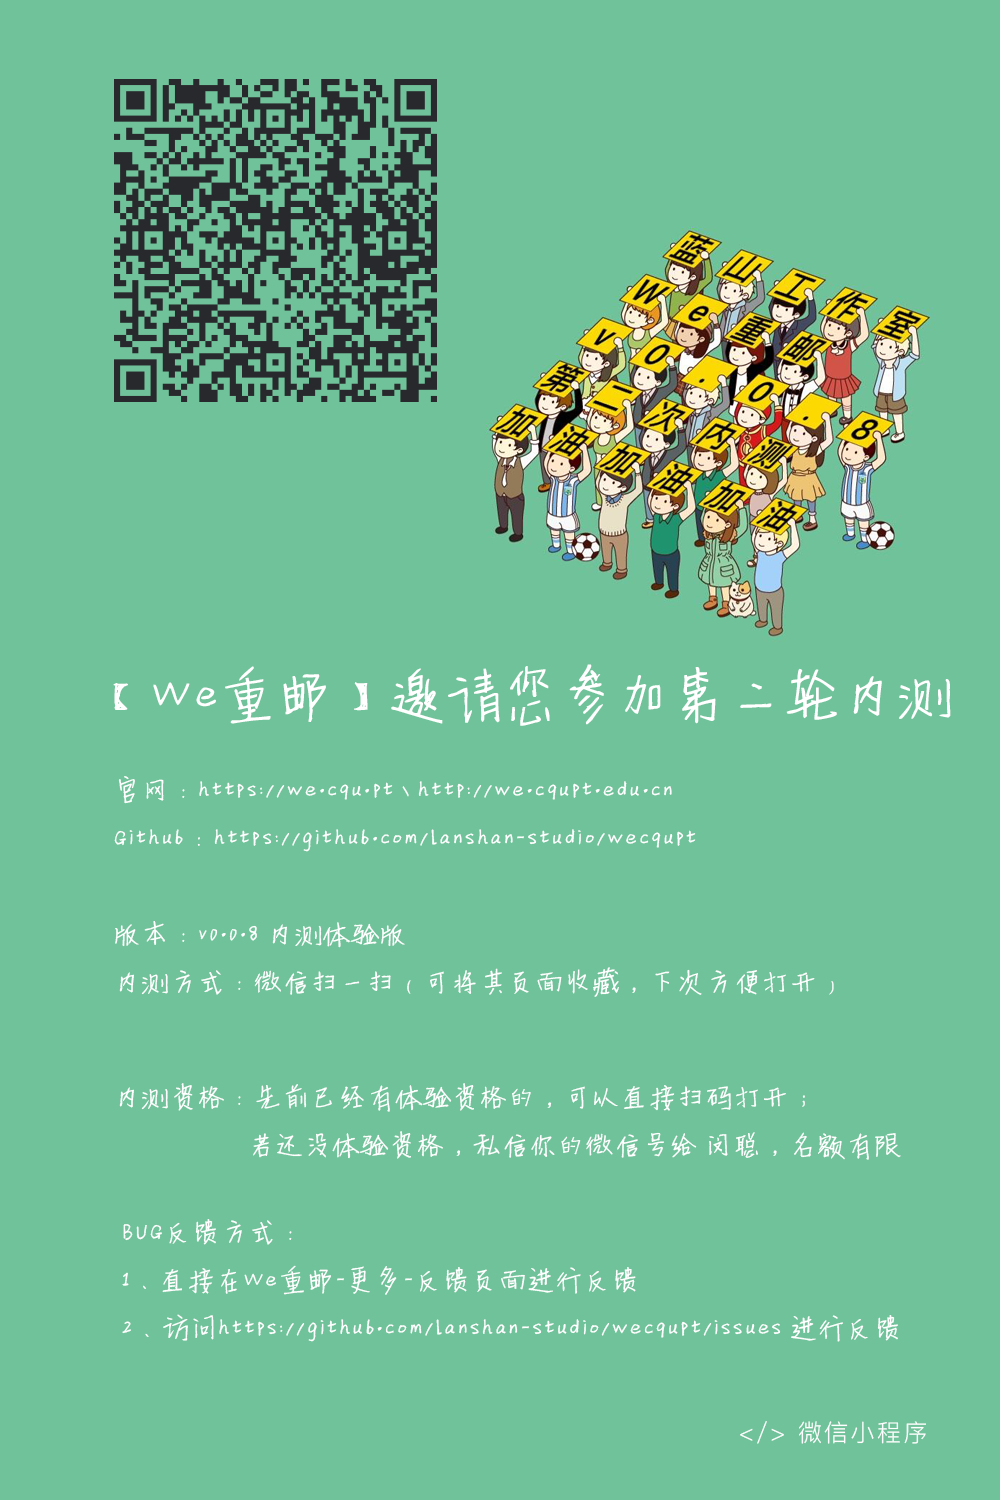 蓝山工作室
We重邮
v0.0.8
第二次内测
加油加油加油
【We重邮】邀请您参加第二轮内测
官网：https://we.cqu.pt、http://we.cqupt.edu.cn
Github：https://github.com/lanshan-studio/wecqupt
版本：v0.0.8 内测体验版
内测方式：微信扫一扫（可将其页面收藏，下次方便打开）
内测资格：先前已经有体验资格的，可以直接扫码打开；
若还没体验资格，私信你的微信号给 闵聪，名额有限
BUG反馈方式：
1、直接在We重邮-更多-反馈页面进行反馈
2、访问https://github.com/lanshan-studio/wecqupt/issues 进行反馈
</> 微信小程序